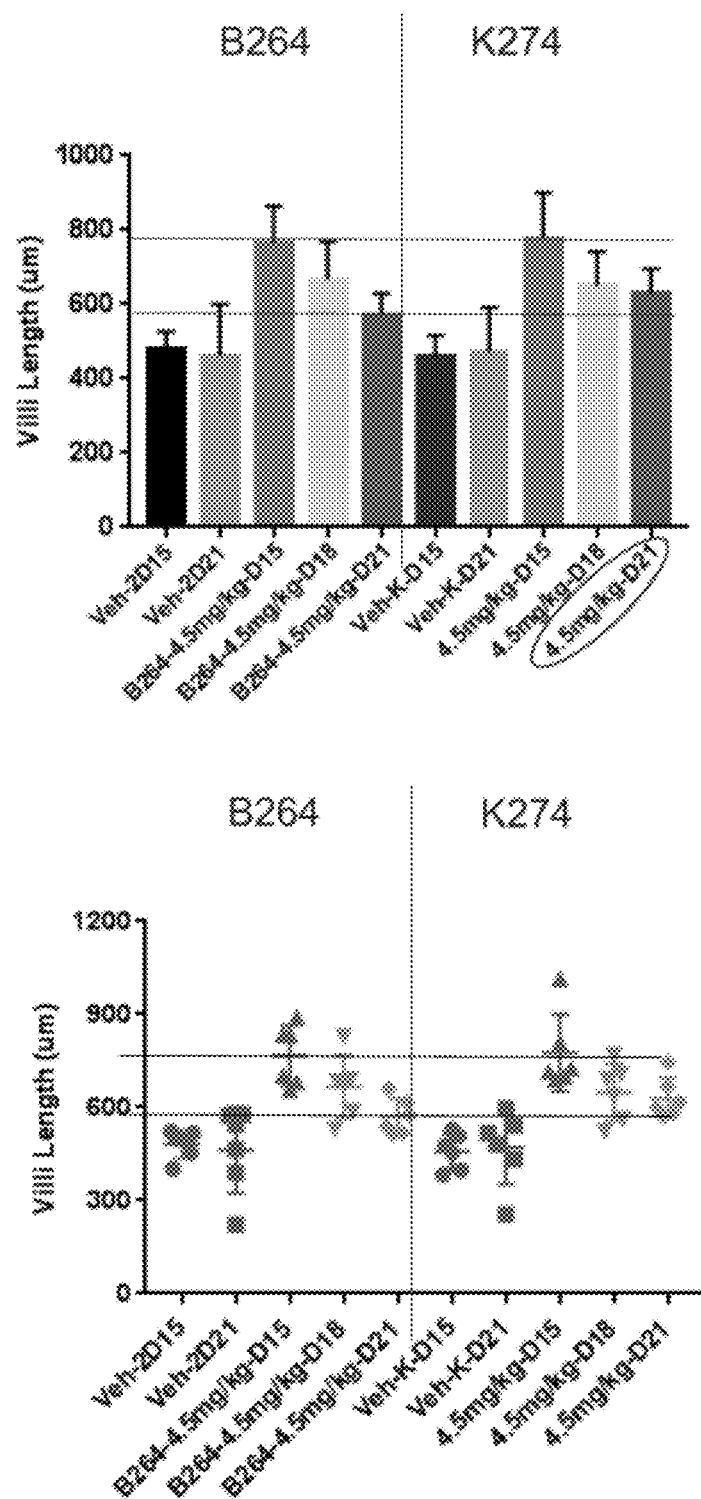 B264 K274
1000
800
600
400
200
0
Villi Length (um)
Veh-2D15
Veh-2D21
B264-4.5mg/kg-D15
B264-4.5mg/kg-D18
B264-4.5mg/kg-D21
Veh-K-D15
Veh-K-D21
4.5mg/kg-D15
4.5mg/kg-D18
4.5mg/kg-D21
B264 K274
1200
900
600
300
0
Villi Length (um)
Veh-2D15
Veh-2D21
B264-4.5mg/kg-D15
B264-4.5mg/kg-D18
B264-4.5mg/kg-D21
Veh-K-D15
Veh-K-D21
4.5mg/kg-D15
4.5mg/kg-D18
4.5mg/kg-D21